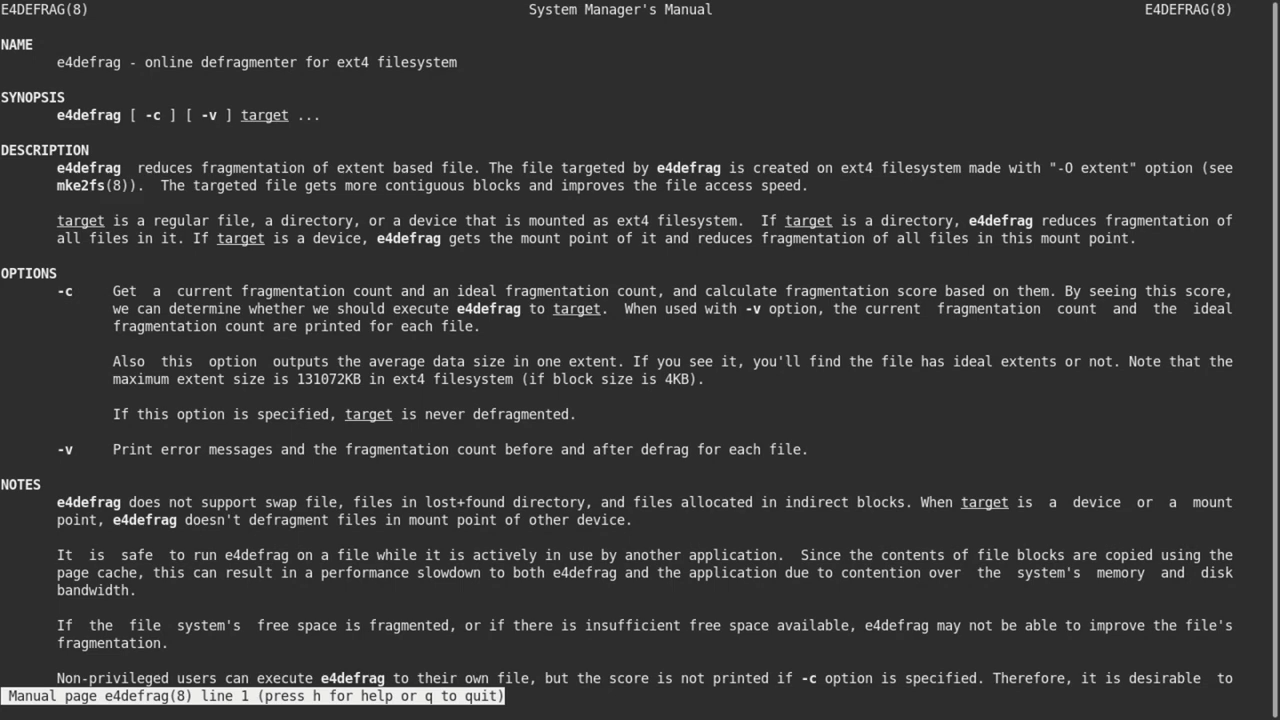 E4DEFRAG(8) System Manager's Manual E4DEFRAG(8)
NAME
e4defrag - online defragmenter for ext4 filesystem
SYNOPSIS
e4defrag [ -c ] [ -v ] target ...
DESCRIPTION
e4defrag reduces fragmentation of extent based file. The file targeted by e4defrag is created on ext4 filesystem made with "-O extent" option (see
mke2fs(8)). The targeted file gets more contiguous blocks and improves the file access speed.
target is a regular file, a directory, or a device that is mounted as ext4 filesystem. If target is a directory, e4defrag reduces fragmentation of
all files in it. If target is a device, e4defrag gets the mount point of it and reduces fragmentation of all files in this mount point.
OPTIONS
-c Get a current fragmentation count and an ideal fragmentation count, and calculate fragmentation score based on them. By seeing this score,
we can determine whether we should execute e4defrag to target. When used with -v option, the current fragmentation count and the ideal
fragmentation count are printed for each file.
Also this option outputs the average data size in one extent. If you see it, you'll find the file has ideal extents or not. Note that the
maximum extent size is 131072KB in ext4 filesystem (if block size is 4KB).
If this option is specified, target is never defragmented.
-v Print error messages and the fragmentation count before and after defrag for each file.
NOTES
e4defrag does not support swap file, files in lost+found directory, and files allocated in indirect blocks. When target is a device or a mount
point, e4defrag doesn't defragment files in mount point of other device.
It is safe to run e4defrag on a file while it is actively in use by another application. Since the contents of file blocks are copied using the
page cache, this can result in a performance slowdown to both e4defrag and the application due to contention over the system's memory and disk
bandwidth.
If the file system's free space is fragmented, or if there is insufficient free space available, e4defrag may not be able to improve the file's
fragmentation.
Non-privileged users can execute e4defrag to their own file, but the score is not printed if -c option is specified. Therefore, it is desirable to
Manual page e4defrag(8) line 1 (press h for help or q to quit)